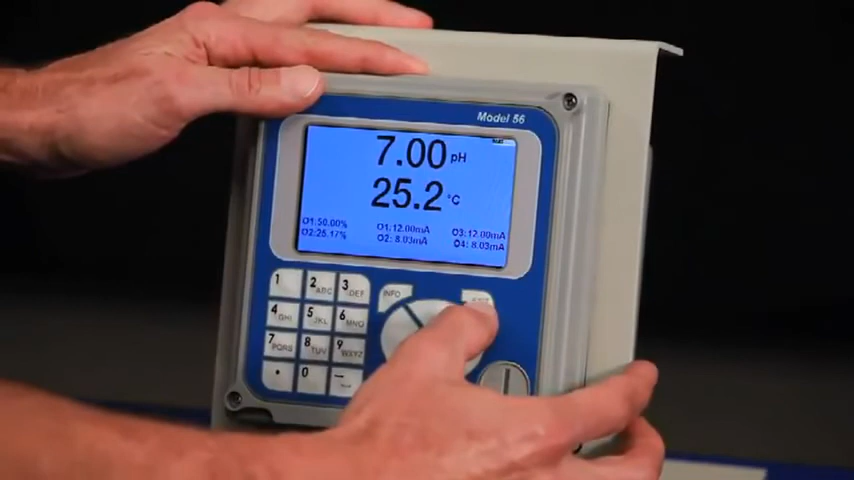 Model 56
7.00 pH
25.2 °C
O1:50.00% O1:12.00mA O3:12.00mA
O2:25.17% O2: 8.03mA O4: 8.03mA
1 2 ABC 3 DEF INFO
4 GHI 5 JKL 6 MNO
7 PQRS 8 TUV 9 WXYZ
. 0 -